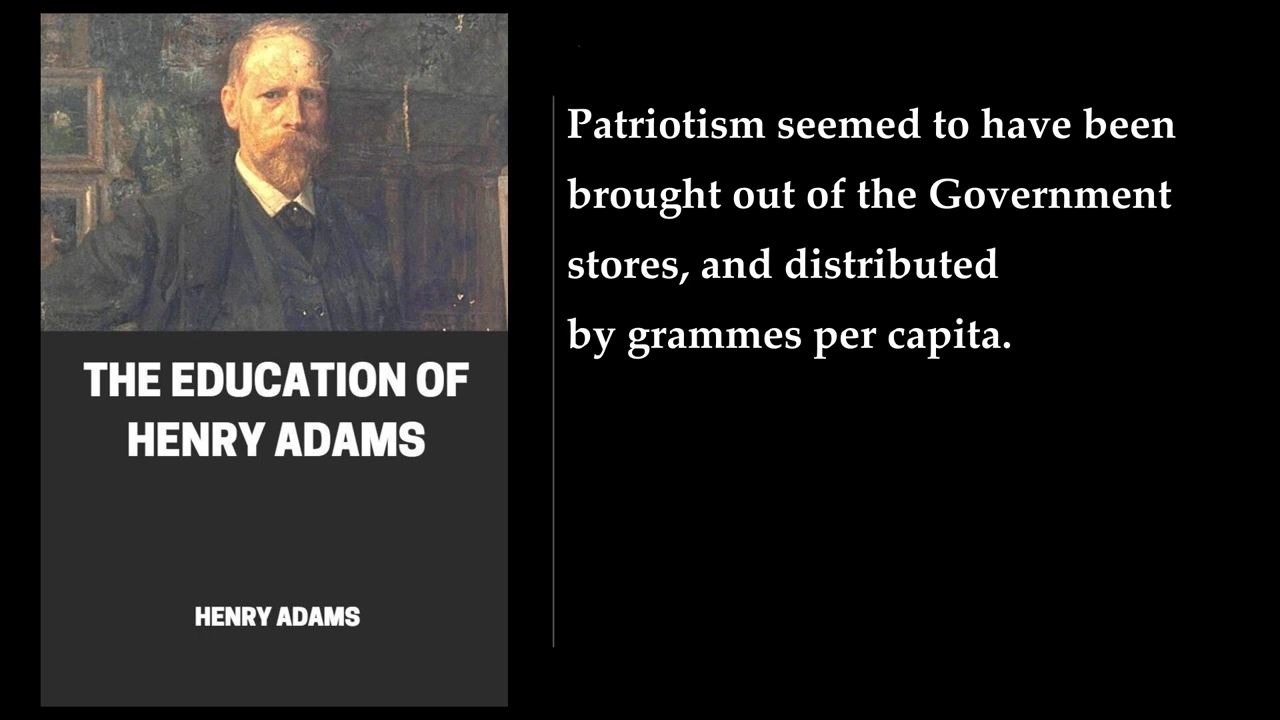 THE EDUCATION OF
HENRY ADAMS
HENRY ADAMS
Patriotism seemed to have been
brought out of the Government
stores, and distributed
by grammes per capita.